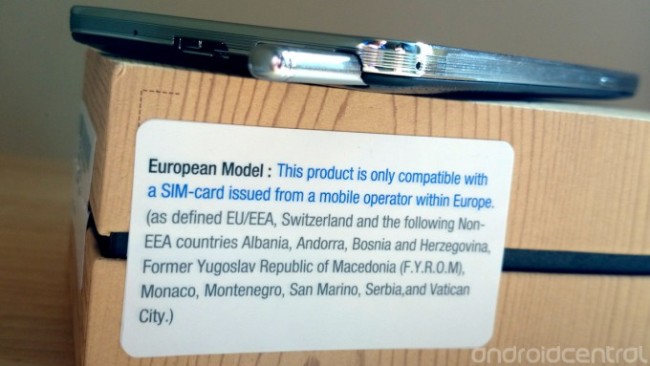 European Model : This product is only compatible with
a SIM-card issued from a mobile operator within Europe.
(as defined EU/EEA, Switzerland and the following Non-
EEA countries Albania, Andorra, Bosnia and Herzegovina,
Former Yugoslav Republic of Macedonia (F.Y.R.O.M),
Monaco, Montenegro, San Marino, Serbia,and Vatican
City.)
androidcentral